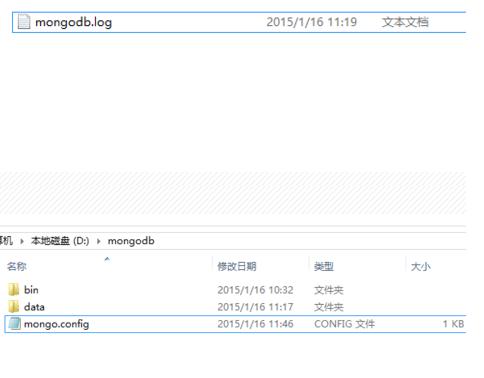 mongodb.log 2015/1/16 11:19 文本文档
本地磁盘 (D:) mongodb
名称 修改日期 类型 大小
bin 2015/1/16 10:32 文件夹
data 2015/1/16 11:17 文件夹
mongo.config 2015/1/16 11:46 CONFIG 文件 1 KB